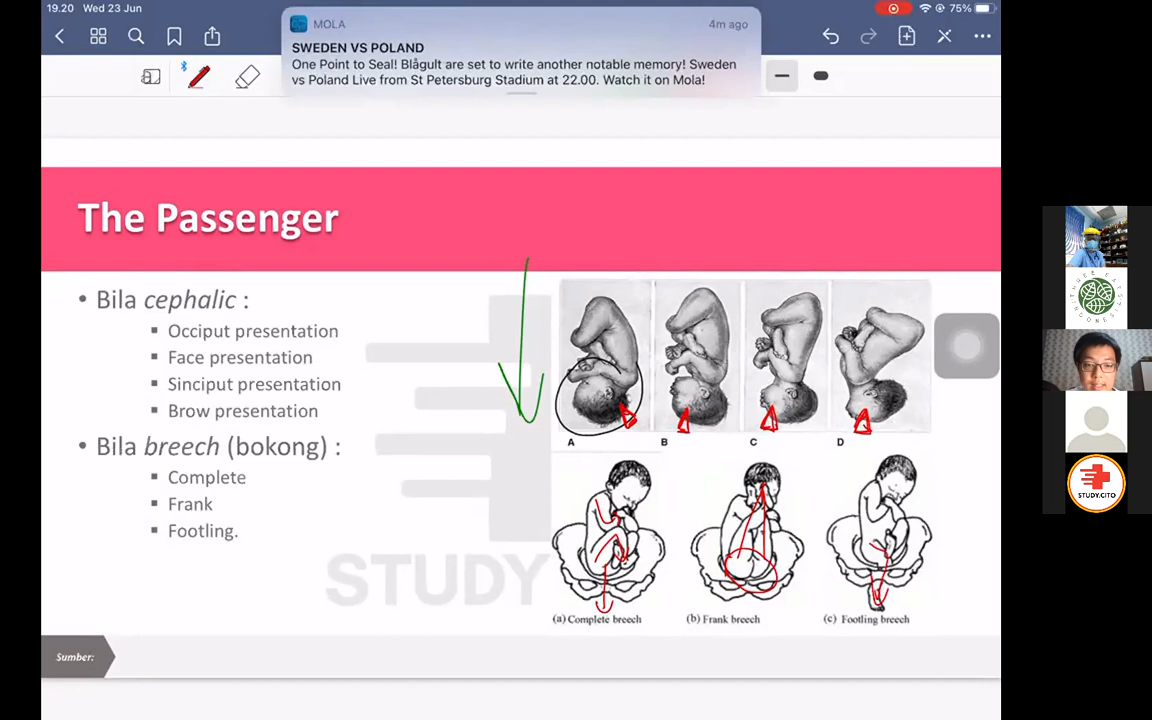 19.20 Wed 23 Jun
75%
MOLA
4m ago
SWEDEN VS POLAND
One Point to Seal! Blågult are set to write another notable memory! Sweden
vs Poland Live from St Petersburg Stadium at 22.00. Watch it on Mola!
The Passenger
• Bila cephalic :
▪ Occiput presentation
▪ Face presentation
▪ Sinciput presentation
▪ Brow presentation
• Bila breech (bokong) :
▪ Complete
▪ Frank
▪ Footling.
A
B
C
D
(a) Complete breech
(b) Frank breech
(c) Footling breech
STUDY
Sumber:
STUDY.CITO